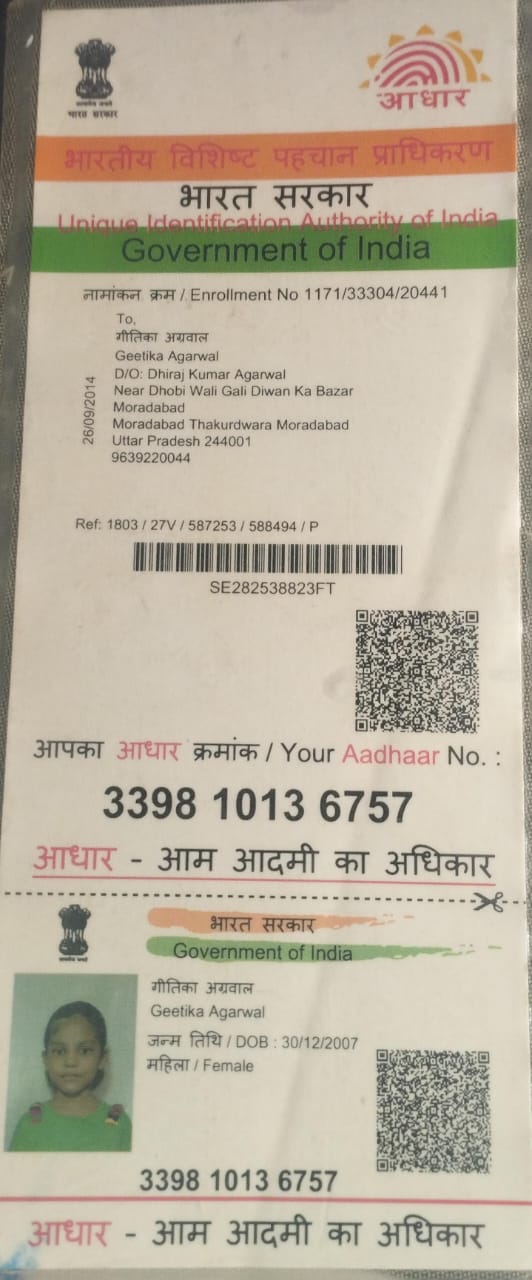 भारत सरकार
आधार
भारतीय विशिष्ट पहचान प्राधिकरण
भारत सरकार
Unique Identification Authority of India
Government of India
नामांकन क्रम / Enrollment No 1171/33304/20441
To,
गीतिका अग्रवाल
Geetika Agarwal
D/O: Dhiraj Kumar Agarwal
Near Dhobi Wali Gali Diwan Ka Bazar
Moradabad
Moradabad Thakurdwara Moradabad
Uttar Pradesh 244001
9639220044
26/09/2014
Ref: 1803 / 27V / 587253 / 588494 / P
SE282538823FT
आपका आधार क्रमांक / Your Aadhaar No. :
3398 1013 6757
आधार - आम आदमी का अधिकार
भारत सरकार
Government of India
गीतिका अग्रवाल
Geetika Agarwal
जन्म तिथि / DOB : 30/12/2007
महिला / Female
3398 1013 6757
आधार - आम आदमी का अधिकार